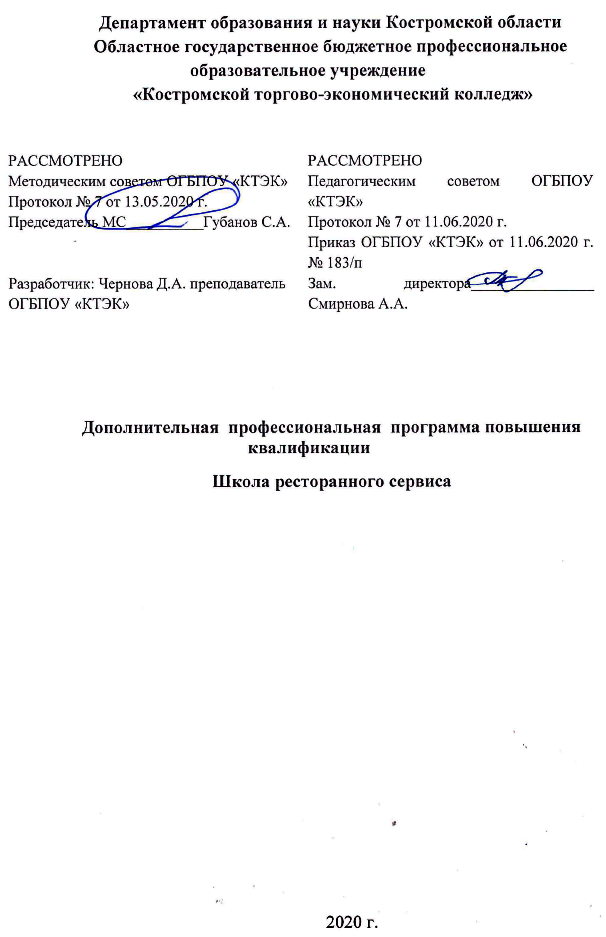 Департамент образования и науки Костромской области
Областное государственное бюджетное профессиональное
образовательное учреждение
«Костромской торгово-экономический колледж»
РАССМОТРЕНО
Методическим советом ОГБПОУ «КТЭК»
Протокол № 7 от 13.05.2020 г.
Председатель МС__________Губанов С.А.
Разработчик: Чернова Д.А. преподаватель
ОГБПОУ «КТЭК»
РАССМОТРЕНО
Педагогическим советом ОГБПОУ
«КТЭК»
Протокол № 7 от 11.06.2020 г.
Приказ ОГБПОУ «КТЭК» от 11.06.2020 г.
№ 183/п
Зам. директора________________
Смирнова А.А.
Дополнительная профессиональная программа повышения
квалификации
Школа ресторанного сервиса
2020 г.